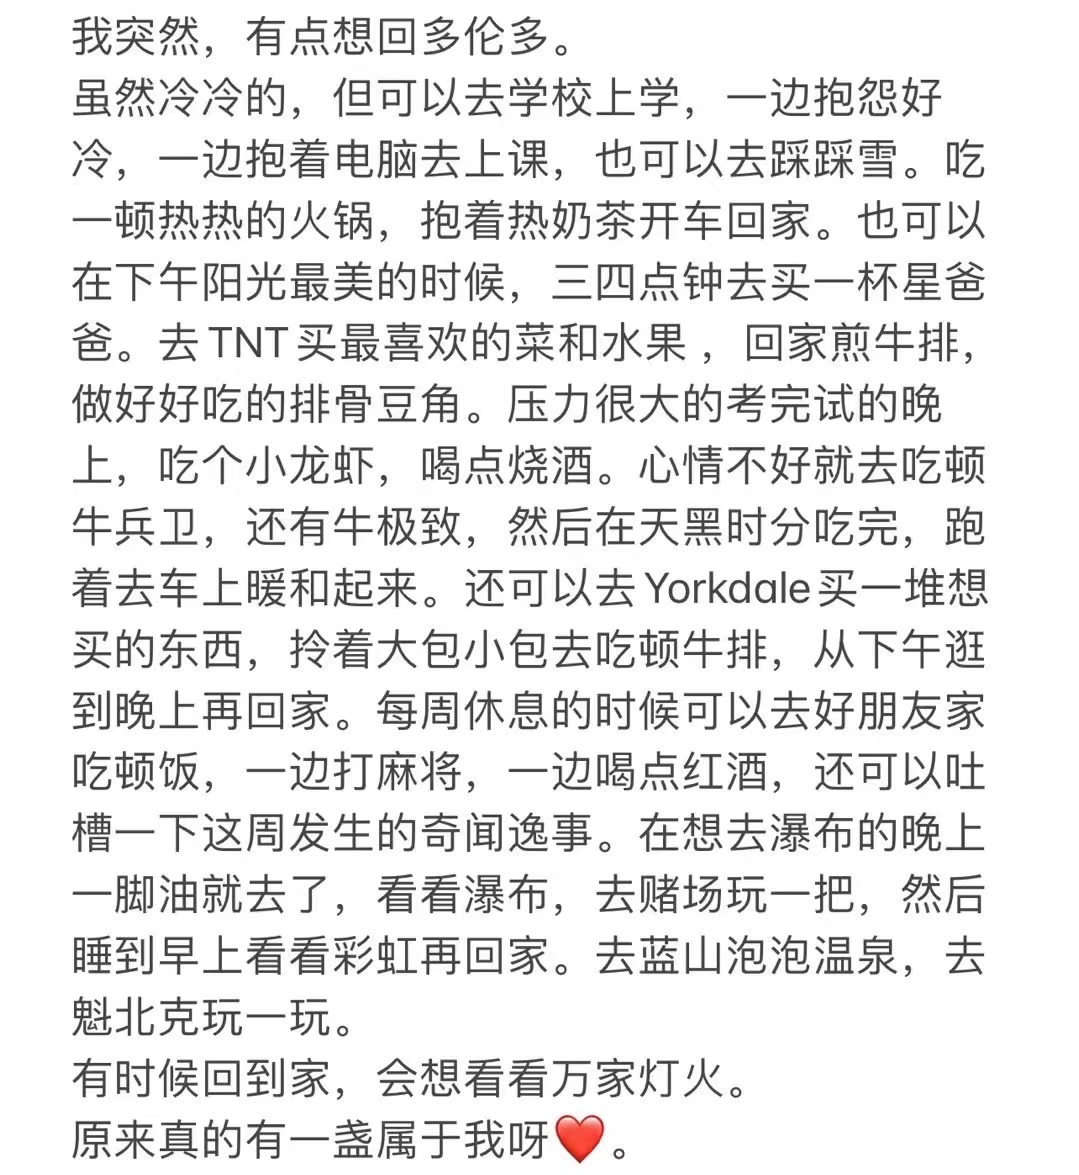 我突然，有点想回多伦多。
虽然冷冷的，但可以去学校上学，一边抱怨好
冷，一边抱着电脑去上课，也可以去踩踩雪。吃
一顿热热的火锅，抱着热奶茶开车回家。也可以
在下午阳光最美的时候，三四点钟去买一杯星爸
爸。去TNT买最喜欢的菜和水果 ，回家煎牛排，
做好好吃的排骨豆角。压力很大的考完试的晚
上，吃个小龙虾，喝点烧酒。心情不好就去吃顿
牛兵卫，还有牛极致，然后在天黑时分吃完，跑
着去车上暖和起来。还可以去Yorkdale买一堆想
买的东西，拎着大包小包去吃顿牛排，从下午逛
到晚上再回家。每周休息的时候可以去好朋友家
吃顿饭，一边打麻将，一边喝点红酒，还可以吐
槽一下这周发生的奇闻逸事。在想去瀑布的晚上
一脚油就去了，看看瀑布，去赌场玩一把，然后
睡到早上看看彩虹再回家。去蓝山泡泡温泉，去
魁北克玩一玩。
有时候回到家，会想看看万家灯火。
原来真的有一盏属于我呀❤️。